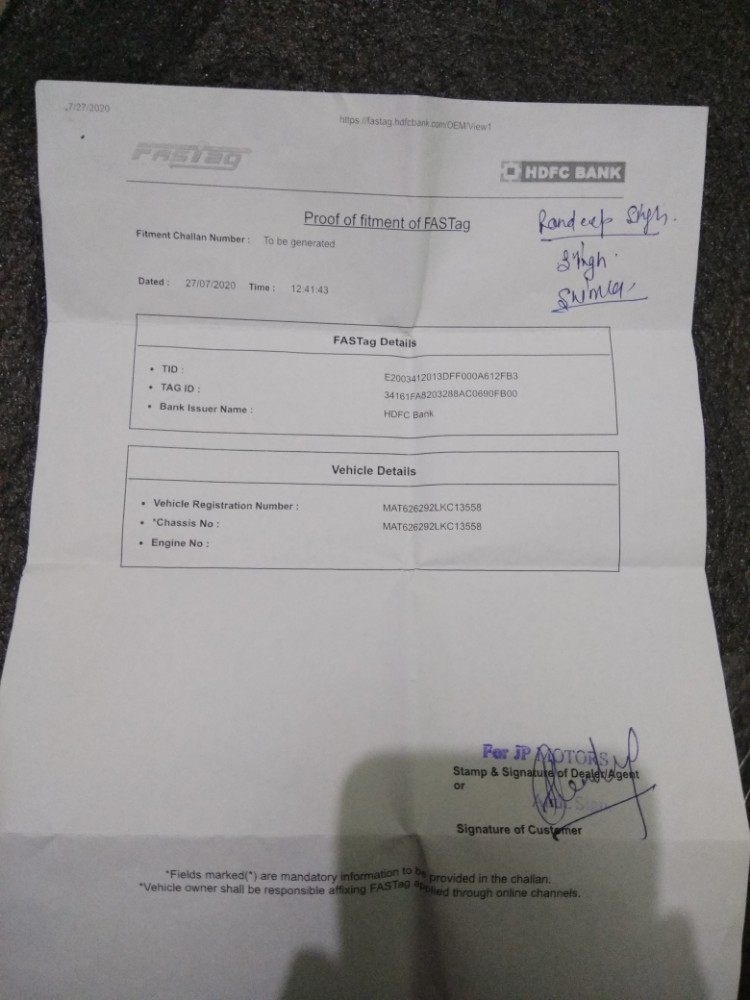 7/27/2020
https://fastag.hdfcbank.com/OEM/View1
FASTag
HDFC BANK
Proof of fitment of FASTag
Randeep Singh.
Fitment Challan Number : To be generated
Singh
Dated : 27/07/2020 Time : 12:41:43
FASTag Details
• TID : E2003412013DFF000A612FB3
• TAG ID : 34161FA8203288AC0690FB00
• Bank Issuer Name : HDFC Bank
Vehicle Details
• Vehicle Registration Number : MAT626292LKC13558
• *Chassis No : MAT626292LKC13558
• Engine No :
For JP MOTORS
Stamp & Signature of Dealer/Agent
or
Signature of Customer
*Fields marked(*) are mandatory information to be provided in the challan.
*Vehicle owner shall be responsible affixing FASTag applied through online channels.